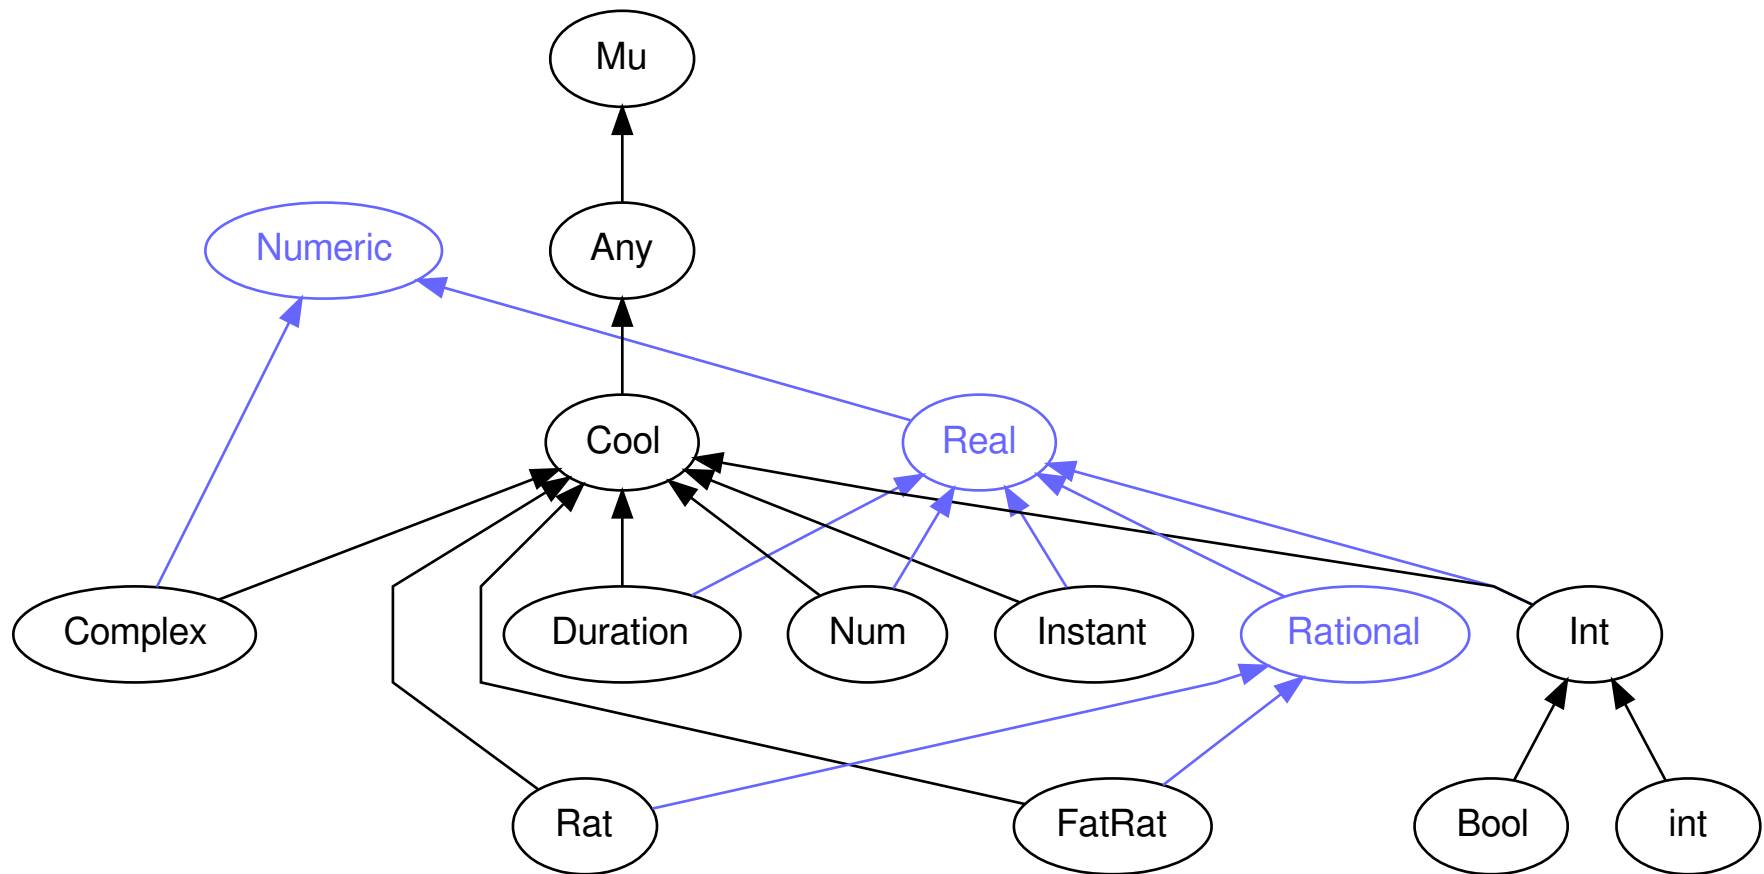 Mu
Numeric
Any
Cool
Real
Complex
Duration
Num
Instant
Rational
Int
Rat
FatRat
Bool
int